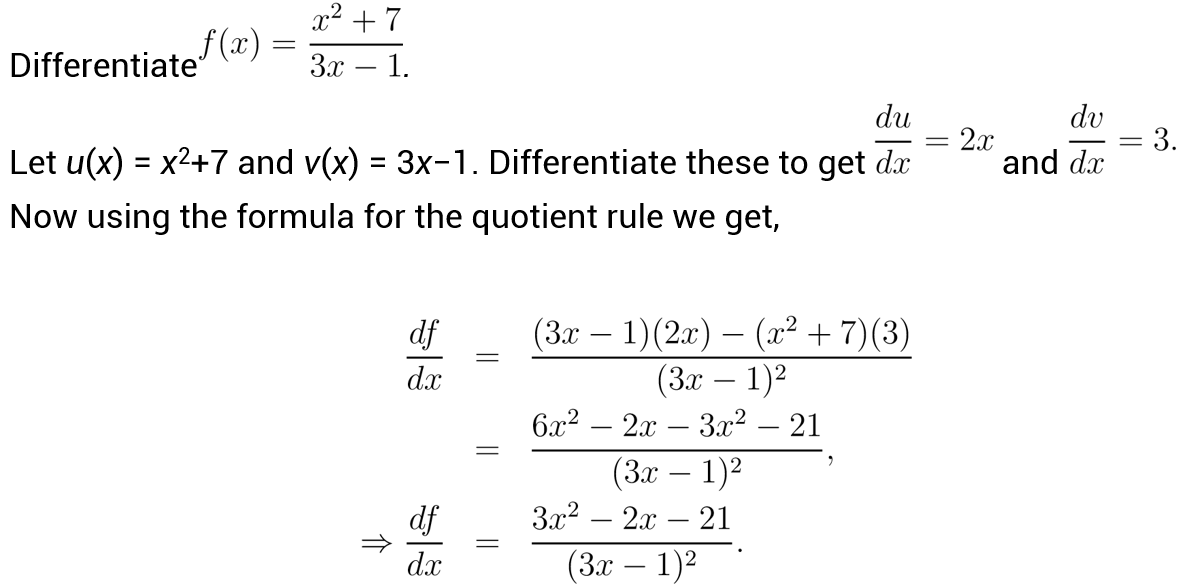 Differentiate f(x) = \frac{x^2 + 7}{3x - 1}.
Let u(x) = x²+7 and v(x) = 3x−1. Differentiate these to get \frac{du}{dx} = 2x and \frac{dv}{dx} = 3.
Now using the formula for the quotient rule we get,
\frac{df}{dx} = \frac{(3x - 1)(2x) - (x^2 + 7)(3)}{(3x - 1)^2}
= \frac{6x^2 - 2x - 3x^2 - 21}{(3x - 1)^2},
⇒ \frac{df}{dx} = \frac{3x^2 - 2x - 21}{(3x - 1)^2}.